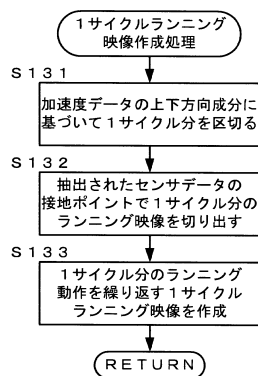 １サイクルランニング
映像作成処理
Ｓ１３１
加速度データの上下方向成分に
基づいて１サイクル分を区切る
Ｓ１３２
抽出されたセンサデータの
接地ポイントで１サイクル分の
ランニング映像を切り出す
Ｓ１３３
１サイクル分のランニング
動作を繰り返す１サイクル
ランニング映像を作成
ＲＥＴＵＲＮ